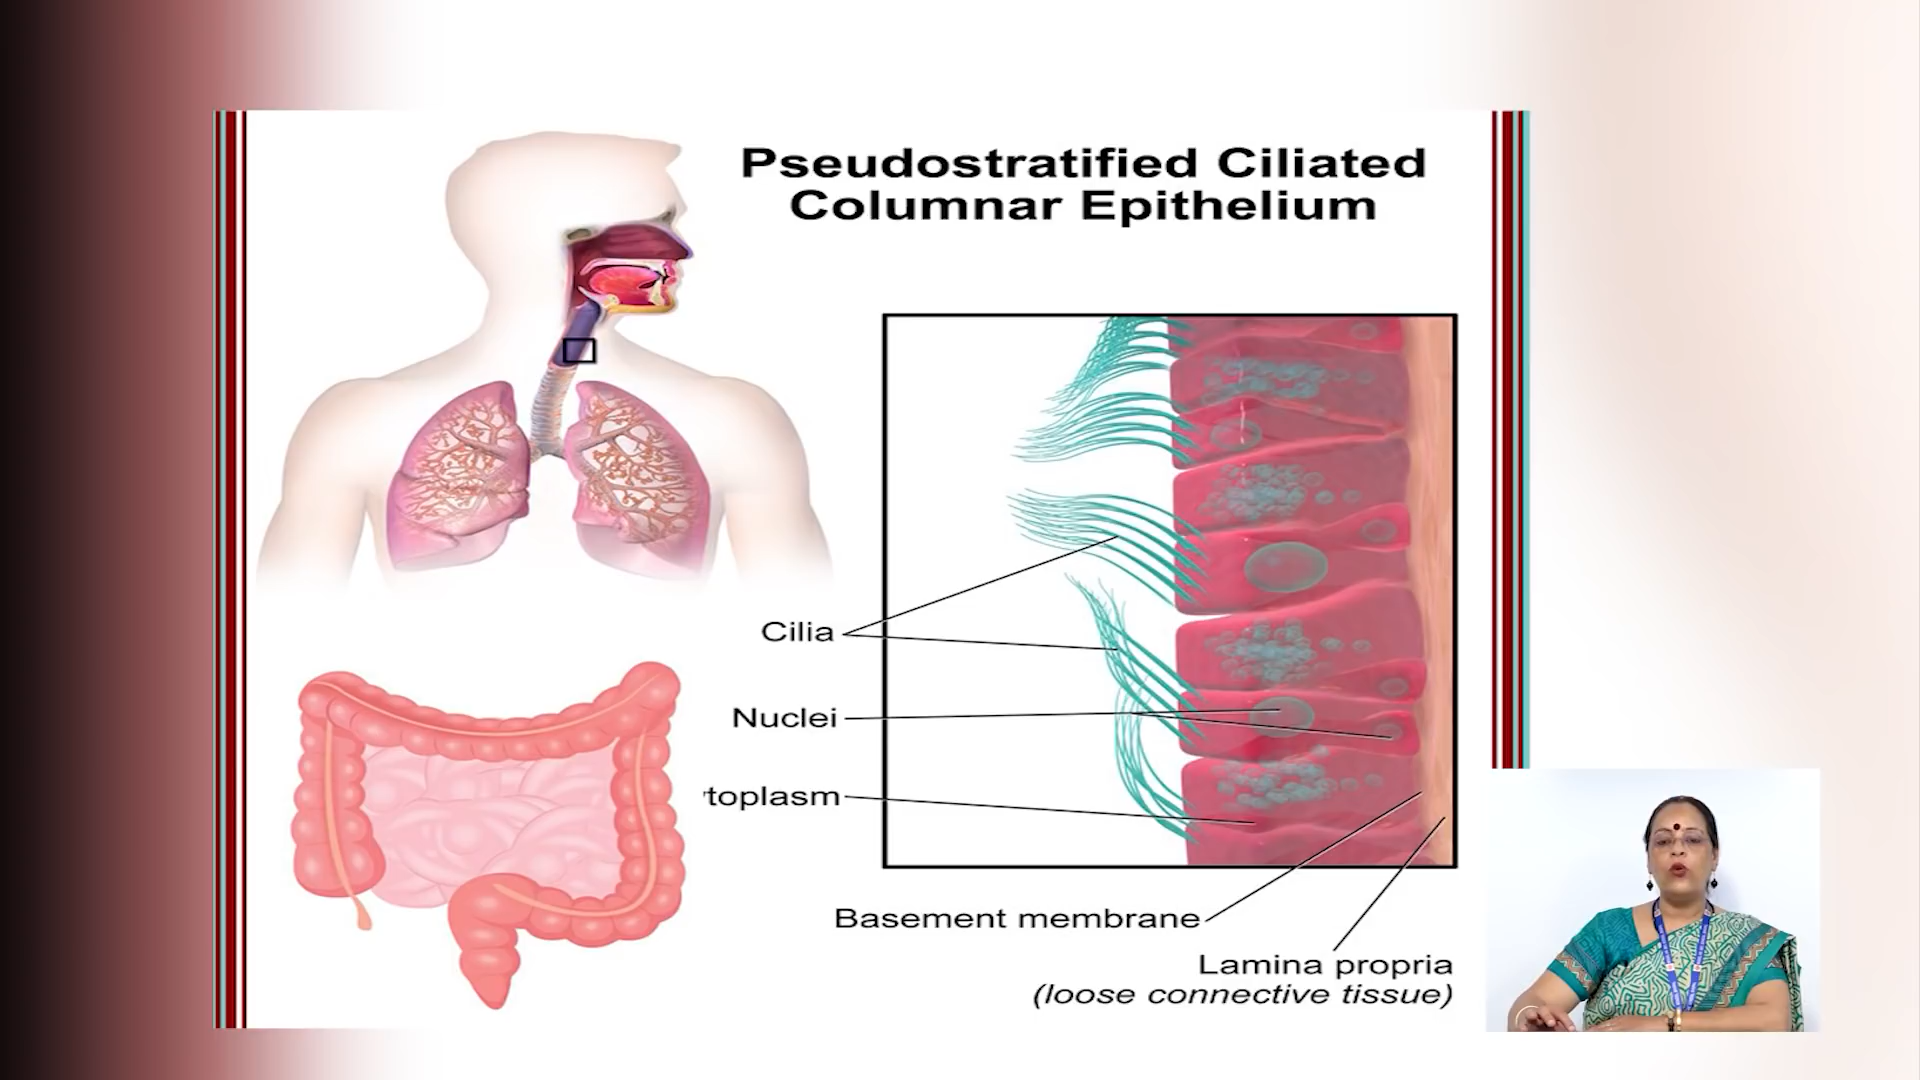 Pseudostratified Ciliated
Columnar Epithelium
Cilia
Nuclei
toplasm
Basement membrane
Lamina propria
(loose connective tissue)